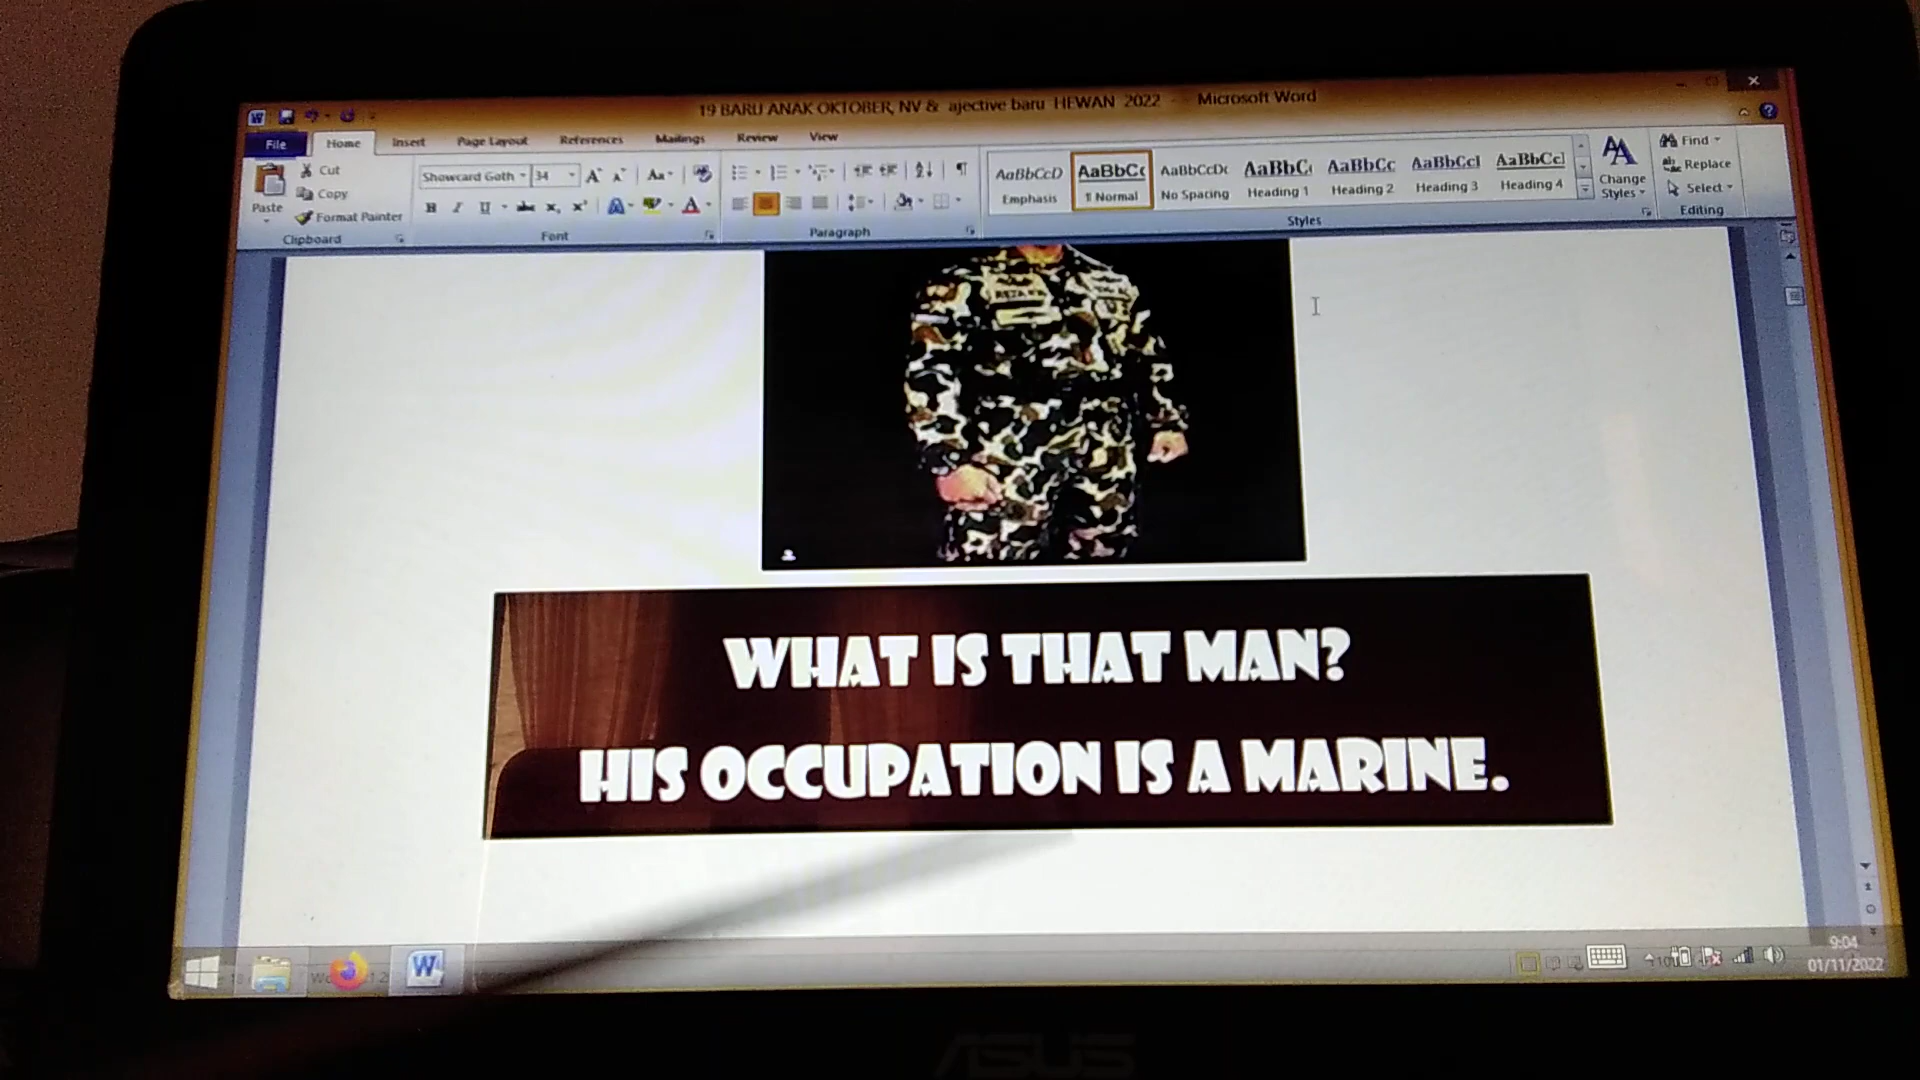 19 BARU ANAK OKTOBER, NV & ajective baru HEWAN 2022 - Microsoft Word
File Home Insert Page Layout References Mailings Review View
Cut
Copy
Format Painter
Paste
Clipboard
Showcard Goth 34
Font
Paragraph
AaBbCcD AaBbCc AaBbCcDc AaBbC AaBbCc AaBbCcI AaBbCcl
Emphasis ¶ Normal No Spacing Heading 1 Heading 2 Heading 3 Heading 4
Styles
Change Styles
Find
Replace
Select
Editing
WHAT IS THAT MAN?
HIS OCCUPATION IS A MARINE.
9:04
01/11/2022
ASUS